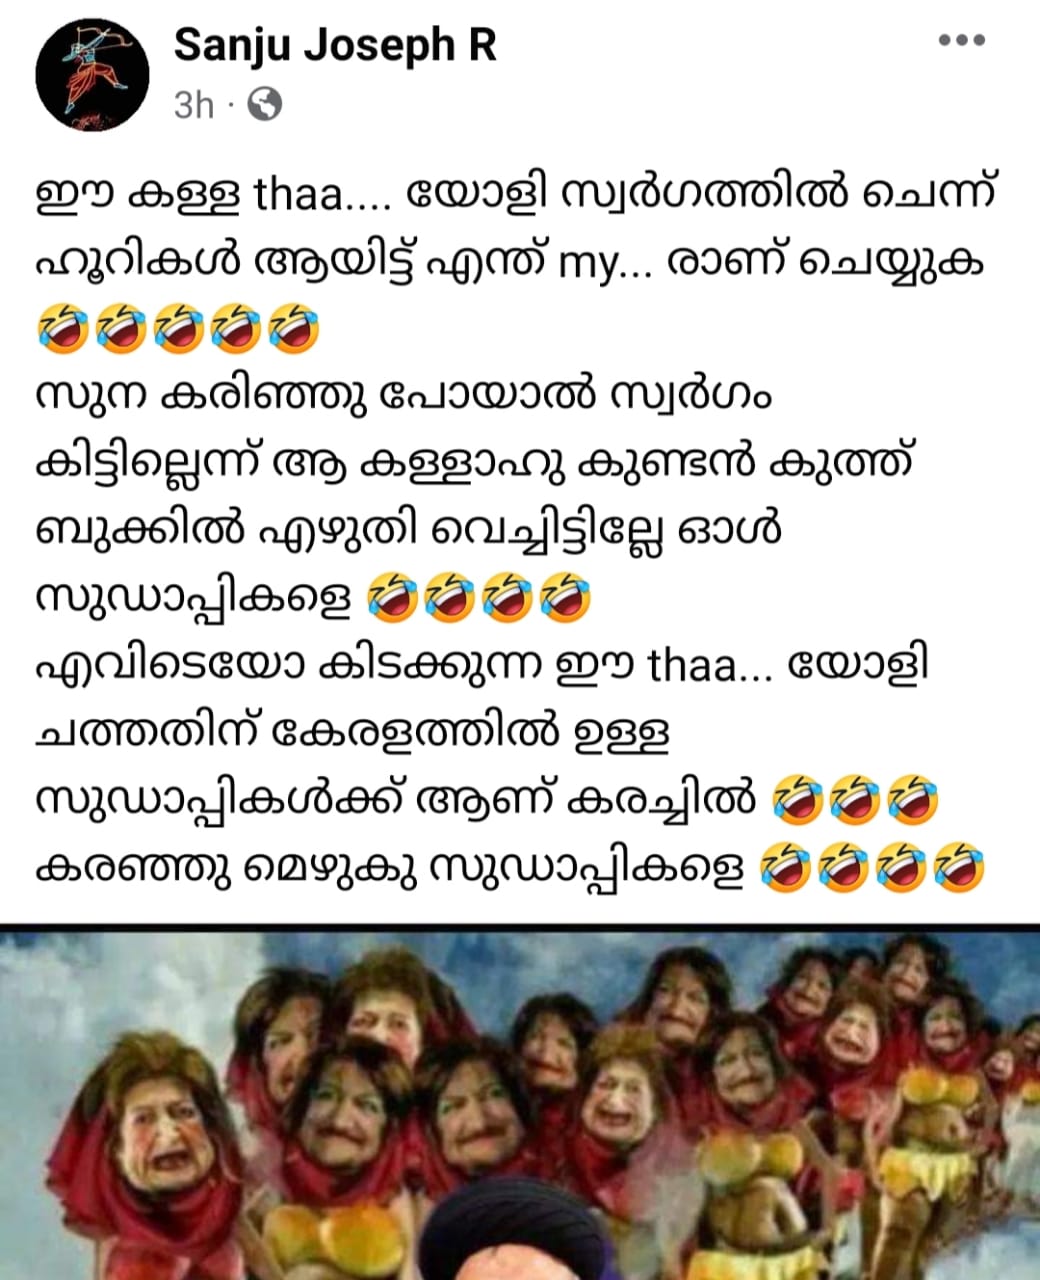 Sanju Joseph R
3h ·
ഈ കള്ള thaa.... യോളി സ്വർഗത്തിൽ ചെന്ന്
ഹൂറികൾ ആയിട്ട് എന്ത് my... രാണ് ചെയ്യുക
🤣🤣🤣🤣🤣
സുന കരിഞ്ഞു പോയാൽ സ്വർഗം
കിട്ടില്ലെന്ന് ആ കള്ളാഹു കുണ്ടൻ കുത്ത്
ബുക്കിൽ എഴുതി വെച്ചിട്ടില്ലേ ഓൾ
സുഡാപ്പികളെ 🤣🤣🤣🤣
എവിടെയോ കിടക്കുന്ന ഈ thaa... യോളി
ചത്തതിന് കേരളത്തിൽ ഉള്ള
സുഡാപ്പികൾക്ക് ആണ് കരച്ചിൽ 🤣🤣🤣
കരഞ്ഞു മെഴുകു സുഡാപ്പികളെ 🤣🤣🤣🤣